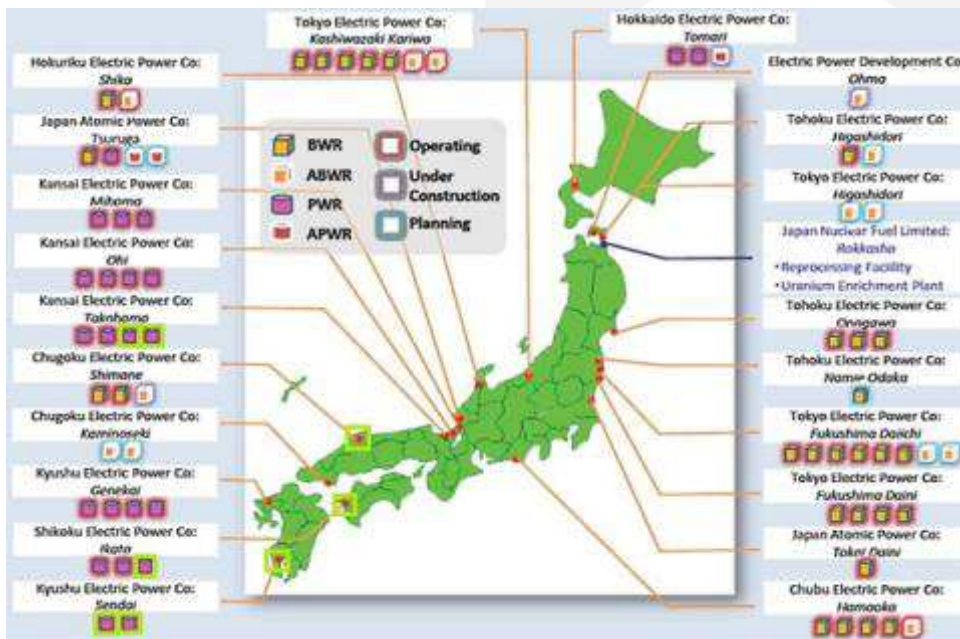 Tokyo Electric Power Co:
Kashiwazaki Kariwa
Hokkaido Electric Power Co:
Tomari
Hokuriku Electric Power Co:
Shika
Japan Atomic Power Co:
Tsuruga
Kansai Electric Power Co:
Mihama
Kansai Electric Power Co:
Ohi
Kansai Electric Power Co:
Takahama
Chugoku Electric Power Co:
Shimane
Chugoku Electric Power Co:
Kaminoseki
Kyushu Electric Power Co:
Genekai
Shikoku Electric Power Co:
Ikata
Kyushu Electric Power Co:
Sendai
BWR
ABWR
PWR
APWR
Operating
Under
Construction
Planning
Electric Power Development Co
Ohma
Tohoku Electric Power Co:
Higashidori
Tokyo Electric Power Co:
Higashidori
Japan Nuclear Fuel Limited:
Rokkasho
•Reprocessing Facility
•Uranium Enrichment Plant
Tohoku Electric Power Co:
Onagawa
Tohoku Electric Power Co:
Namie Odaka
Tokyo Electric Power Co:
Fukushima Daiichi
Tokyo Electric Power Co:
Fukushima Daini
Japan Atomic Power Co:
Tokai Daini
Chubu Electric Power Co:
Hamaoka